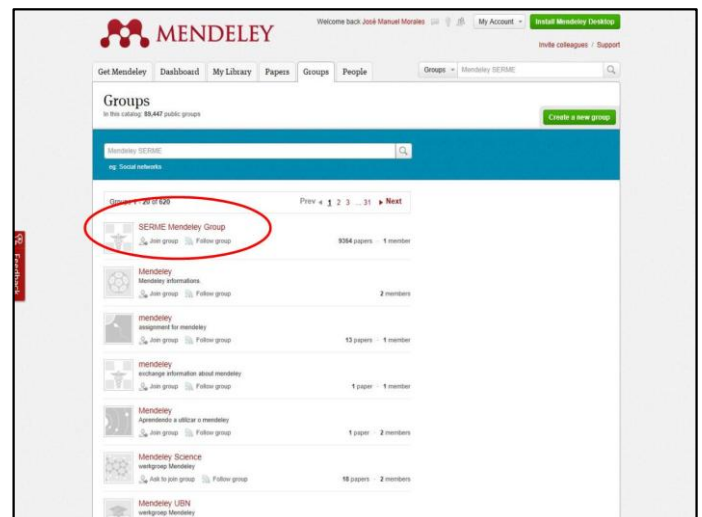 MENDELEY
Welcome back José Manuel Morales
My Account
Install Mendeley Desktop
Invite colleagues / Support
Get Mendeley Dashboard My Library Papers Groups People
Groups Mendeley SERME
Groups
In this catalog: 89,447 public groups
Create a new group
Mendeley SERME
eg. Social networks
Groups 1 - 20 of 620
Prev 1 2 3 ... 31 Next
SERME Mendeley Group
Join group Follow group 9364 papers · 1 member
Mendeley
Mendeley informations.
Join group Follow group 2 members
mendeley
assignment for mendeley
Join group Follow group 13 papers · 1 member
mendeley
exchange information about mendeley
Join group Follow group 1 paper · 1 member
Mendeley
Aprendendo a utilizar o mendeley
Join group Follow group 1 paper · 2 members
Mendeley Science
werkgroep Mendeley
Ask to join group Follow group 18 papers · 2 members
Mendeley UBN
werkgroep Mendeley
Feedback